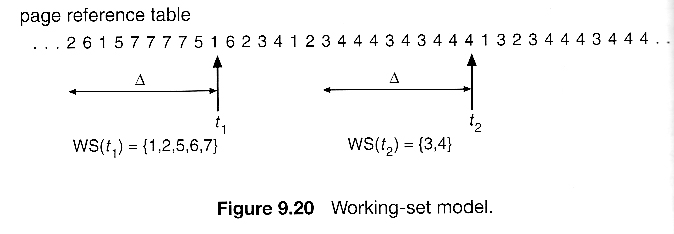 page reference table
. . . 2 6 1 5 7 7 7 7 5 1 6 2 3 4 1 2 3 4 4 4 3 4 3 4 4 4 1 3 2 3 4 4 4 3 4 4 4 . .
Δ Δ
t₁ t₂
WS(t₁) = {1,2,5,6,7} WS(t₂) = {3,4}
Figure 9.20 Working-set model.